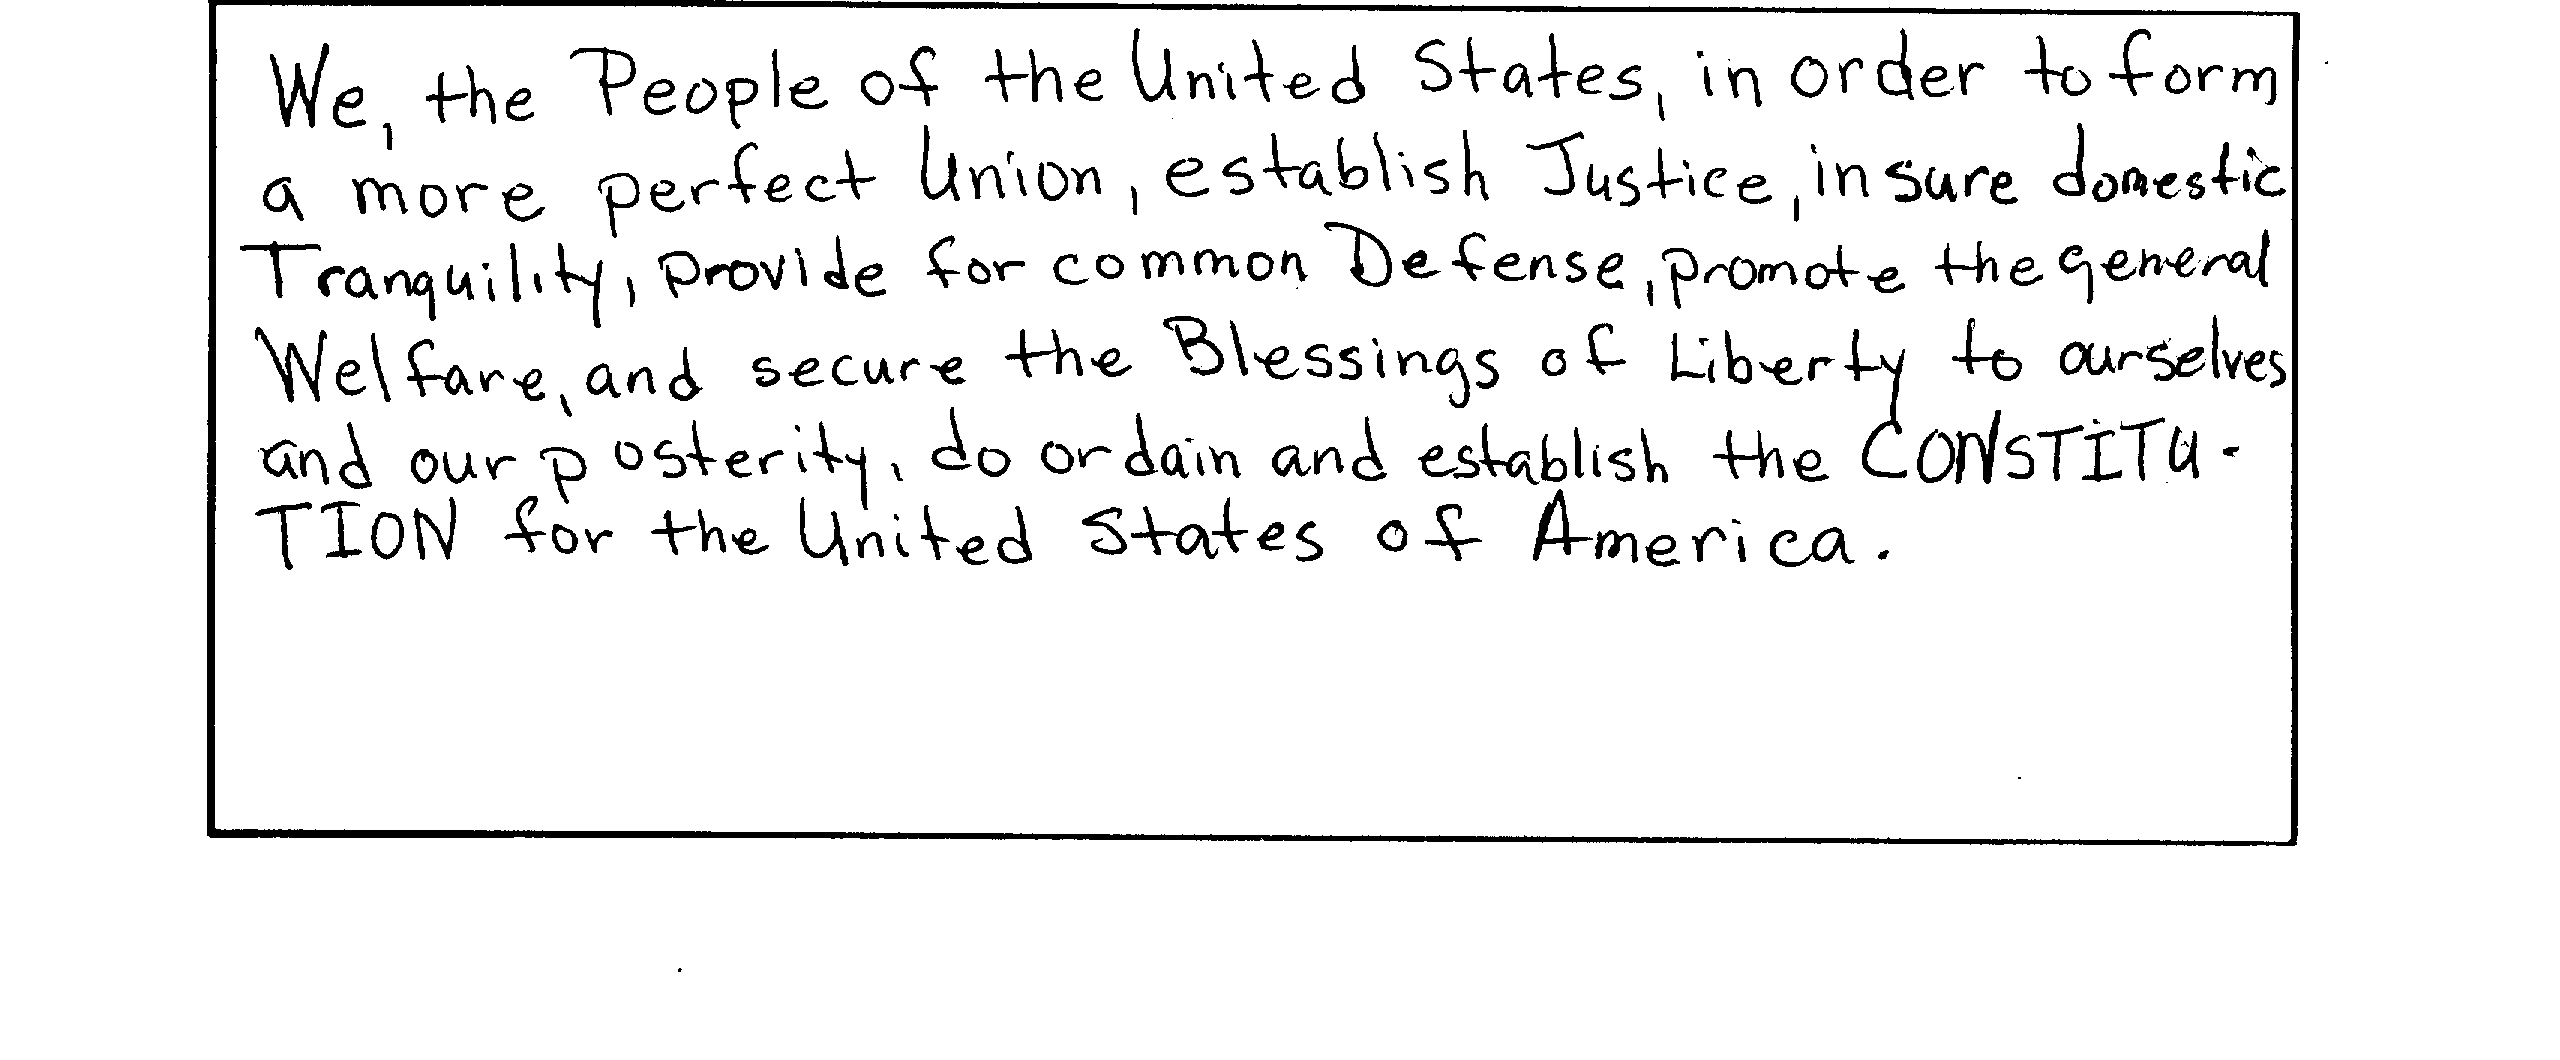 We, the People of the United States, in order to form
a more perfect Union, establish Justice, insure domestic
Tranquility, provide for common Defense, promote the general
Welfare, and secure the Blessings of Liberty to ourselves
and our posterity, do ordain and establish the CONSTITU-
TION for the United States of America.